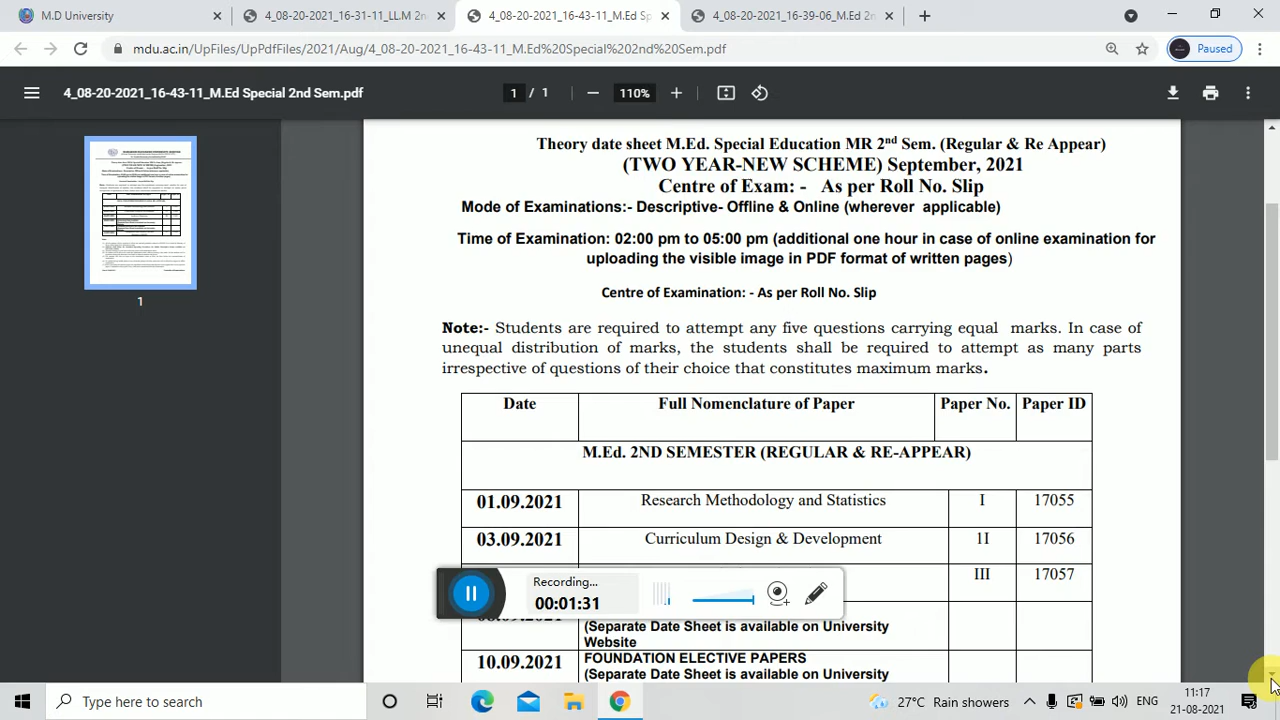 M.D University
4_08-20-2021_16-31-11_LL.M 2n
4_08-20-2021_16-43-11_M.Ed Sp
4_08-20-2021_16-39-06_M.Ed 2n
mdu.ac.in/UpFiles/UpPdfFiles/2021/Aug/4_08-20-2021_16-43-11_M.Ed%20Special%202nd%20Sem.pdf
Paused
4_08-20-2021_16-43-11_M.Ed Special 2nd Sem.pdf
1 / 1
110%
1
Theory date sheet M.Ed. Special Education MR 2nd Sem. (Regular & Re Appear)
(TWO YEAR-NEW SCHEME) September, 2021
Centre of Exam: - As per Roll No. Slip
Mode of Examinations:- Descriptive- Offline & Online (wherever applicable)
Time of Examination: 02:00 pm to 05:00 pm (additional one hour in case of online examination for
uploading the visible image in PDF format of written pages)
Centre of Examination: - As per Roll No. Slip
Note:- Students are required to attempt any five questions carrying equal marks. In case of
unequal distribution of marks, the students shall be required to attempt as many parts
irrespective of questions of their choice that constitutes maximum marks.
Date Full Nomenclature of Paper Paper No. Paper ID
M.Ed. 2ND SEMESTER (REGULAR & RE-APPEAR)
01.09.2021 Research Methodology and Statistics I 17055
03.09.2021 Curriculum Design & Development 1I 17056
III 17057
Recording...
00:01:31
(Separate Date Sheet is available on University
Website
10.09.2021 FOUNDATION ELECTIVE PAPERS
(Separate Date Sheet is available on University
Type here to search
27°C Rain showers
ENG
11:17
21-08-2021